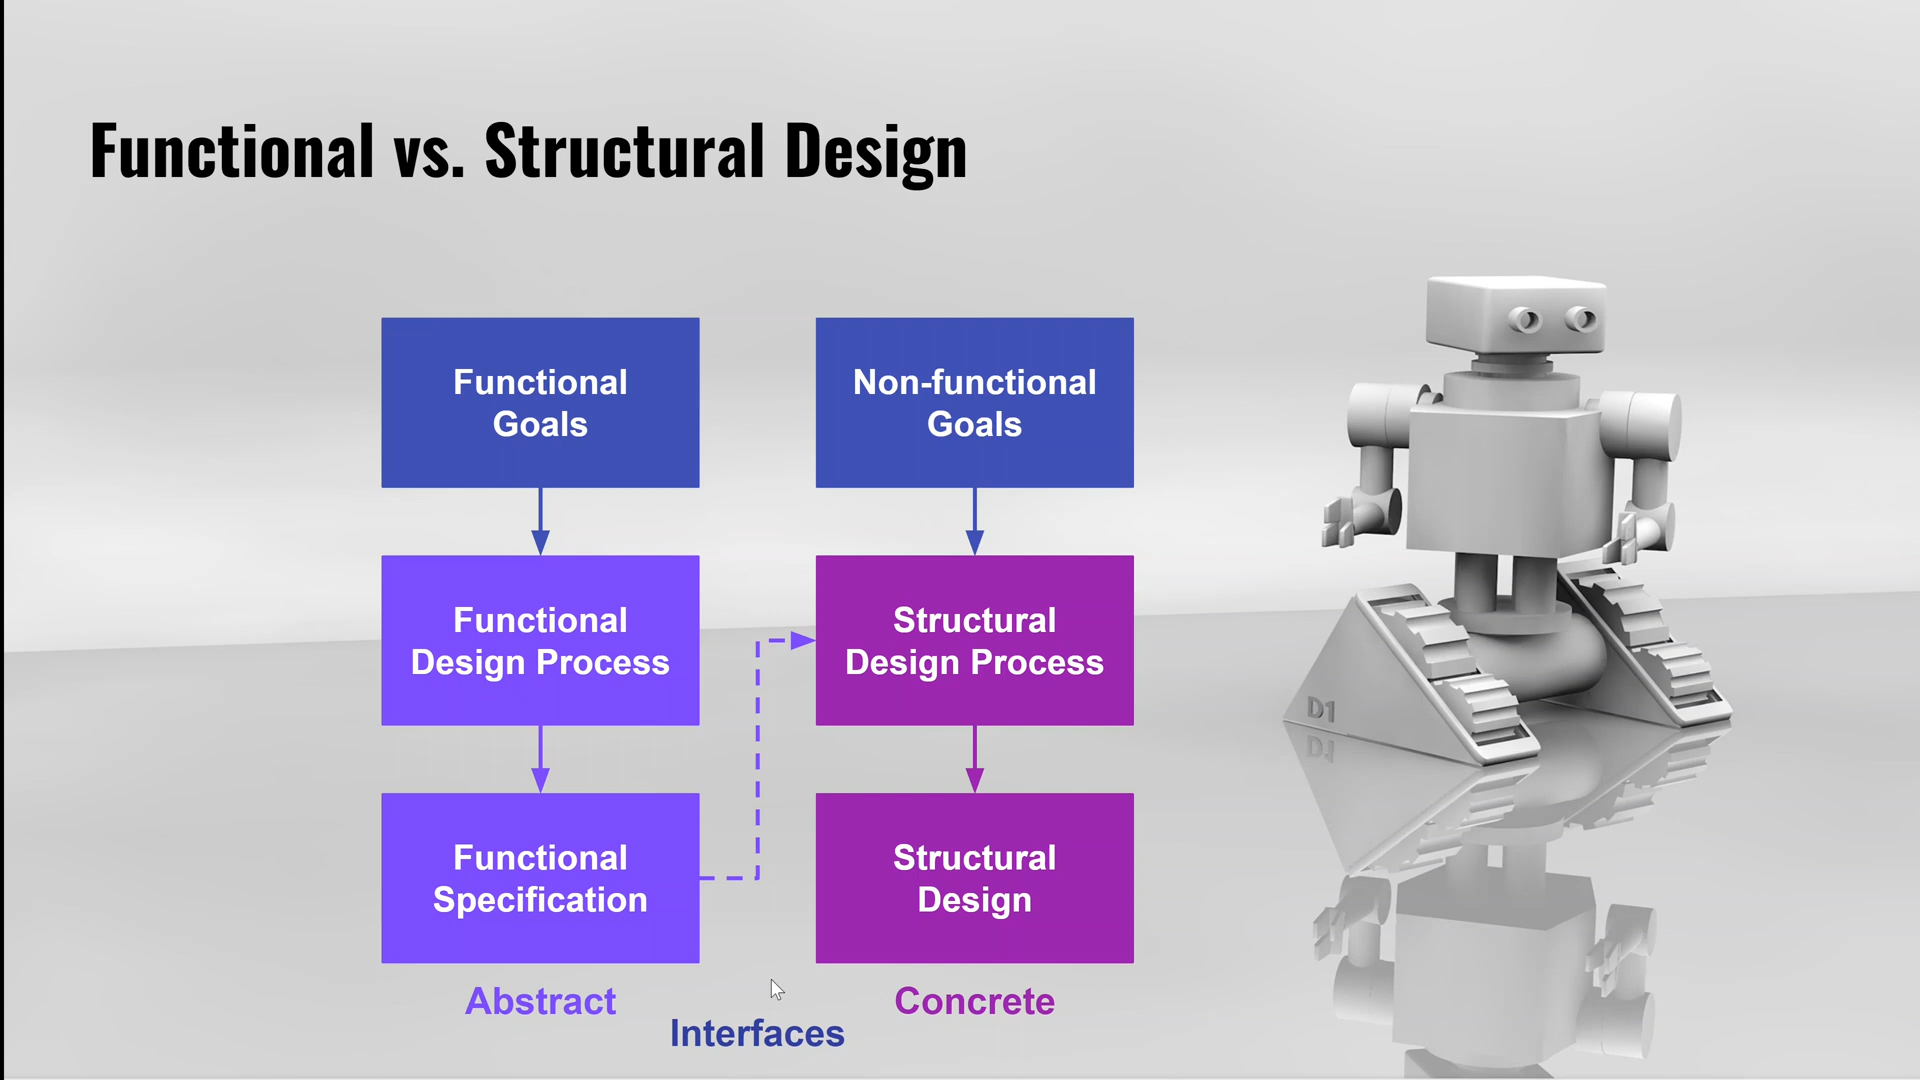 Functional vs. Structural Design
Functional
Goals
Non-functional
Goals
Functional
Design Process
Structural
Design Process
Functional
Specification
Structural
Design
Abstract
Concrete
Interfaces
D1